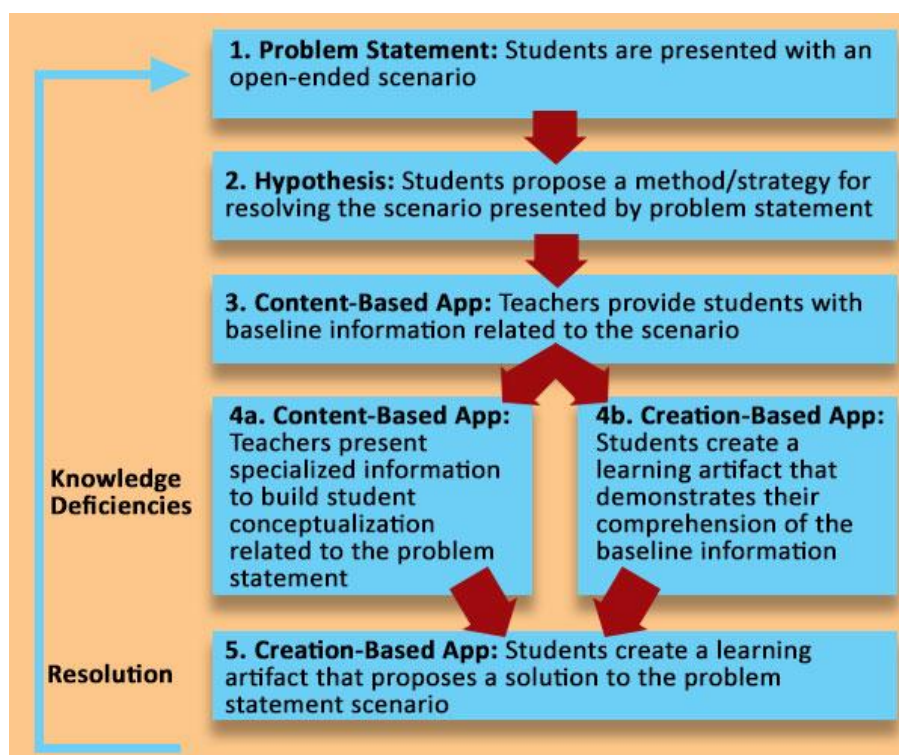 1. Problem Statement: Students are presented with an
open-ended scenario
2. Hypothesis: Students propose a method/strategy for
resolving the scenario presented by problem statement
3. Content-Based App: Teachers provide students with
baseline information related to the scenario
4a. Content-Based App:
Teachers present
specialized information
to build student
conceptualization
related to the problem
statement
4b. Creation-Based App:
Students create a
learning artifact that
demonstrates their
comprehension of the
baseline information
Knowledge
Deficiencies
5. Creation-Based App: Students create a learning
artifact that proposes a solution to the problem
statement scenario
Resolution